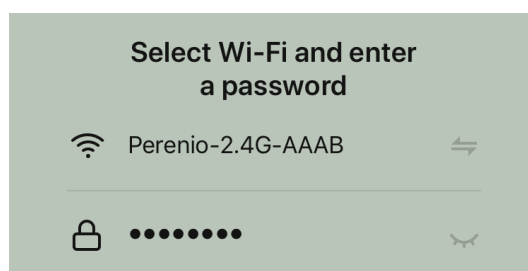 Select Wi-Fi and enter
a password
Perenio-2.4G-AAAB
••••••••